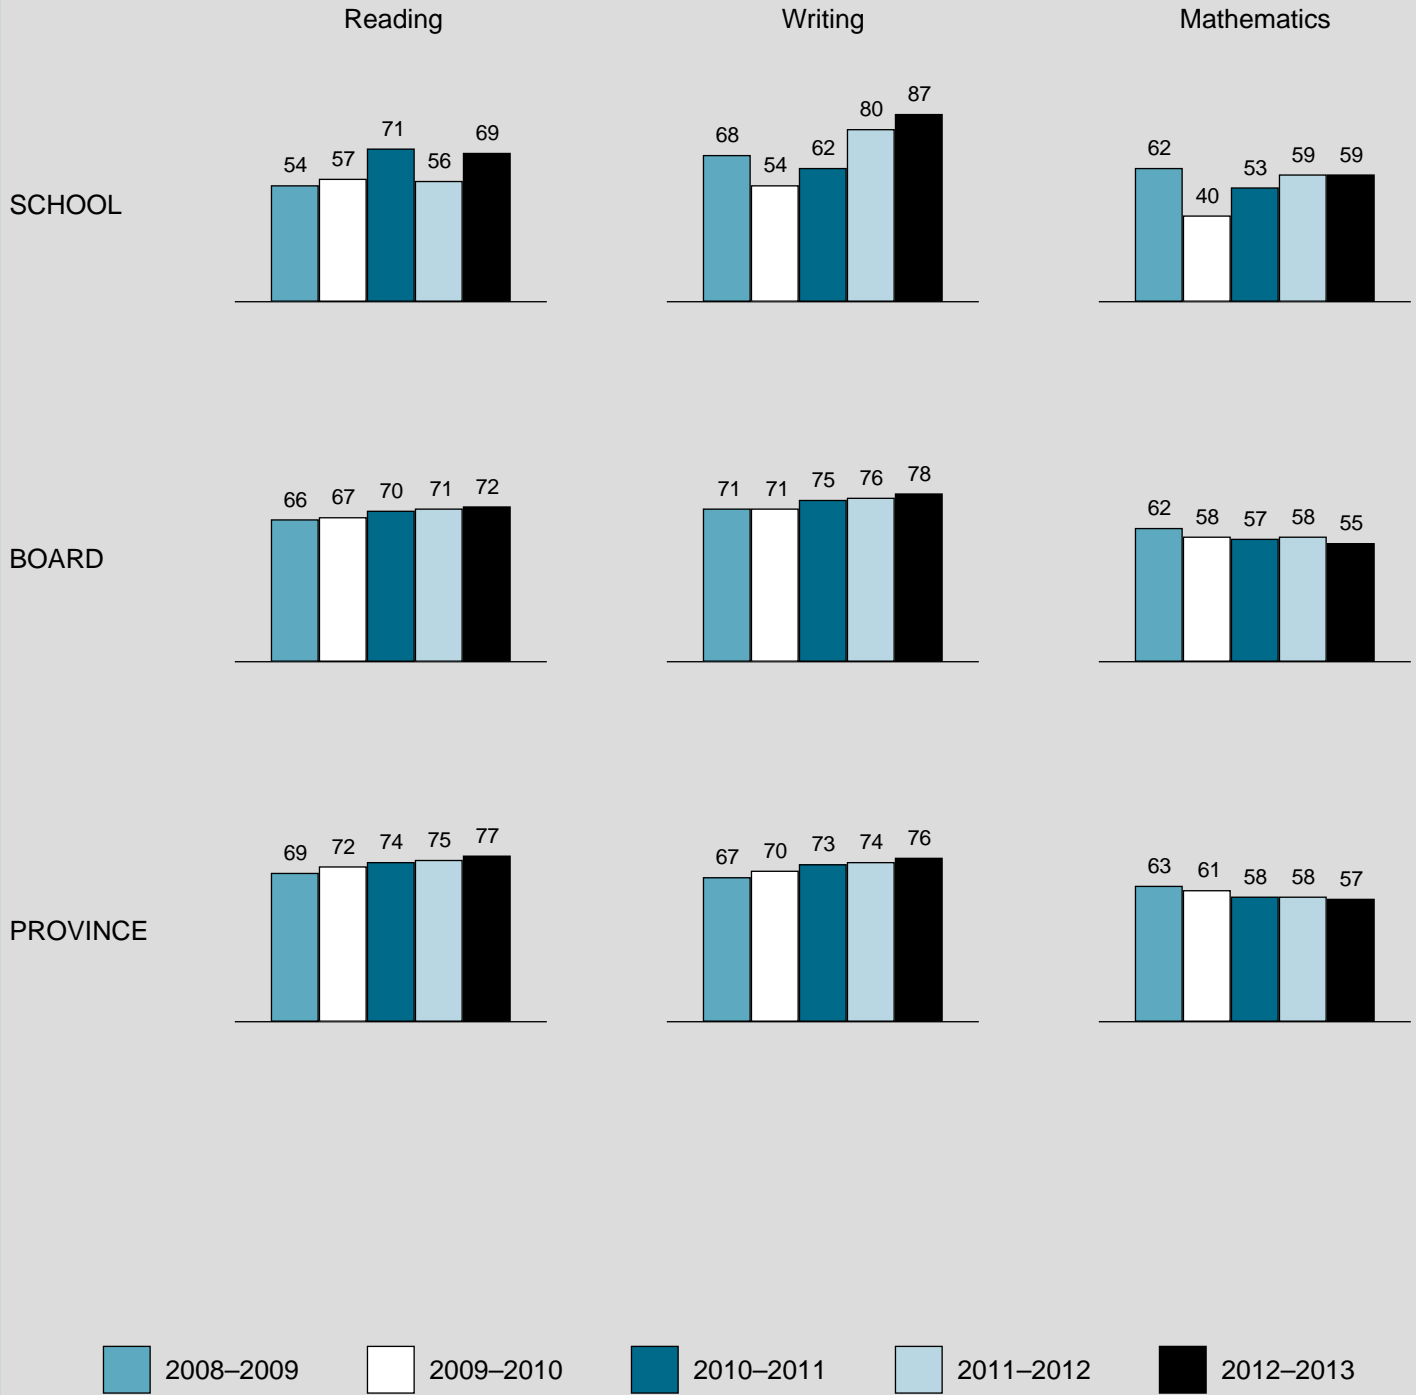 Reading Writing Mathematics
SCHOOL
54 57 71 56 69
68 54 62 80 87
62 40 53 59 59
BOARD
66 67 70 71 72
71 71 75 76 78
62 58 57 58 55
PROVINCE
69 72 74 75 77
67 70 73 74 76
63 61 58 58 57
2008–2009 2009–2010 2010–2011 2011–2012 2012–2013